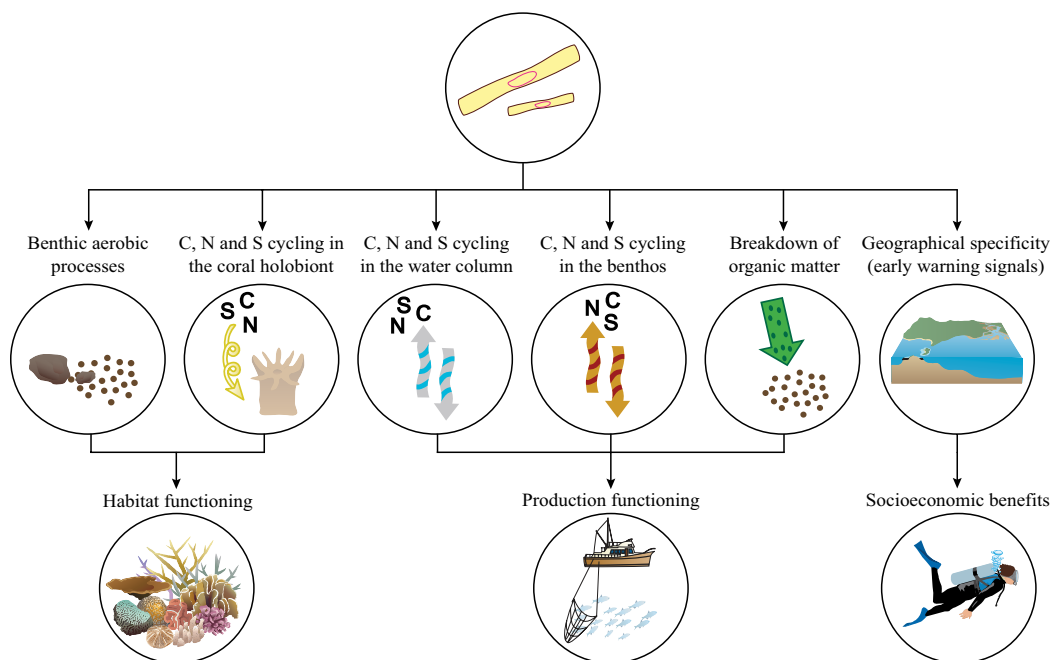 Benthic aerobic
processes
C, N and S cycling in
the coral holobiont
C, N and S cycling
in the water column
C, N and S cycling
in the benthos
Breakdown of
organic matter
Geographical specificity
(early warning signals)
S C
N
S
N C
N C
S
Habitat functioning
Production functioning
Socioeconomic benefits